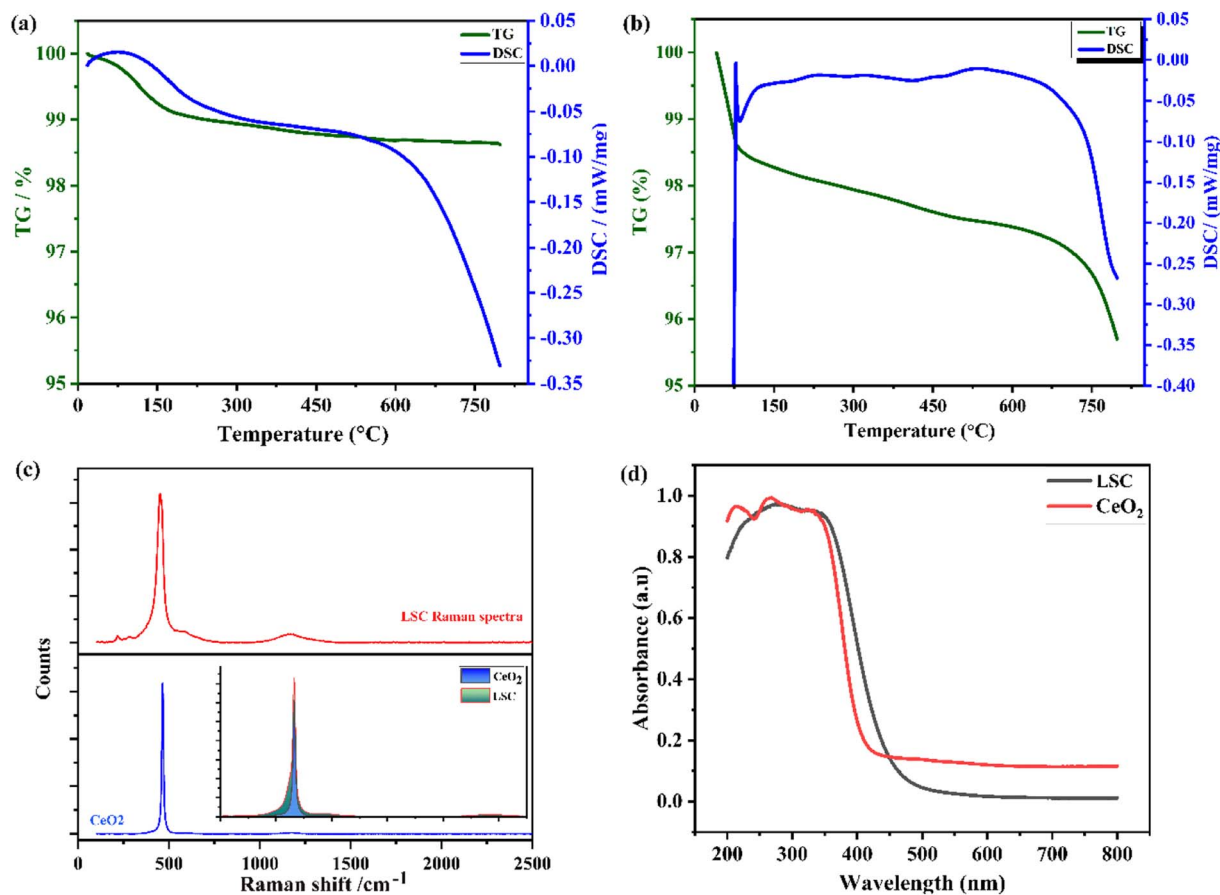 (a)
TG
DSC
100
99
98
97
96
95
TG / %
0.05
0.00
-0.05
-0.10
-0.15
-0.20
-0.25
-0.30
-0.35
DSC / (mW/mg)
0 150 300 450 600 750
Temperature (°C)
(b)
TG
DSC
100
99
98
97
96
95
TG (%)
0.05
0.00
-0.05
-0.10
-0.15
-0.20
-0.25
-0.30
-0.35
-0.40
DSC/ (mW/mg)
0 150 300 450 600 750
Temperature (°C)
(c)
LSC Raman spectra
Counts
CeO₂
LSC
CeO2
0 500 1000 1500 2000 2500
Raman shift /cm⁻¹
(d)
LSC
CeO₂
1.0
0.8
0.6
0.4
0.2
0.0
Absorbance (a.u)
200 300 400 500 600 700 800
Wavelength (nm)